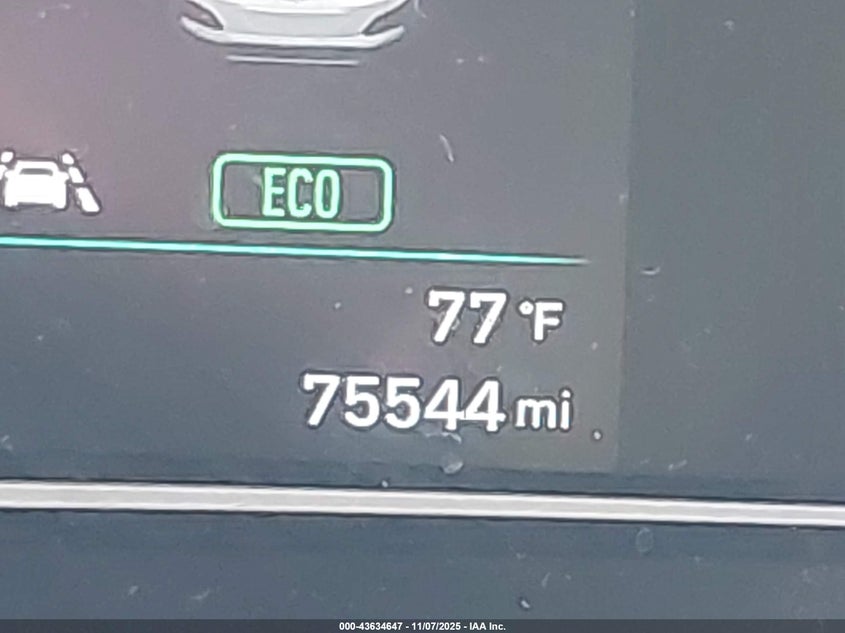 ECO
77 °F
75544 mi
000-43634647 - 11/07/2025 - IAA Inc.